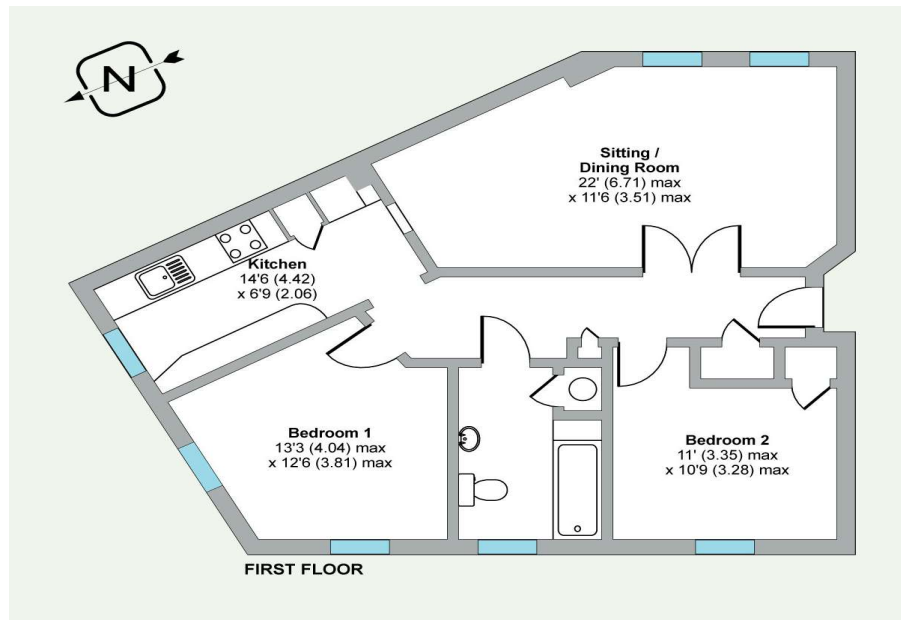 N
Sitting /
Dining Room
22' (6.71) max
x 11'6 (3.51) max
Kitchen
14'6 (4.42)
x 6'9 (2.06)
Bedroom 1
13'3 (4.04) max
x 12'6 (3.81) max
Bedroom 2
11' (3.35) max
x 10'9 (3.28) max
FIRST FLOOR